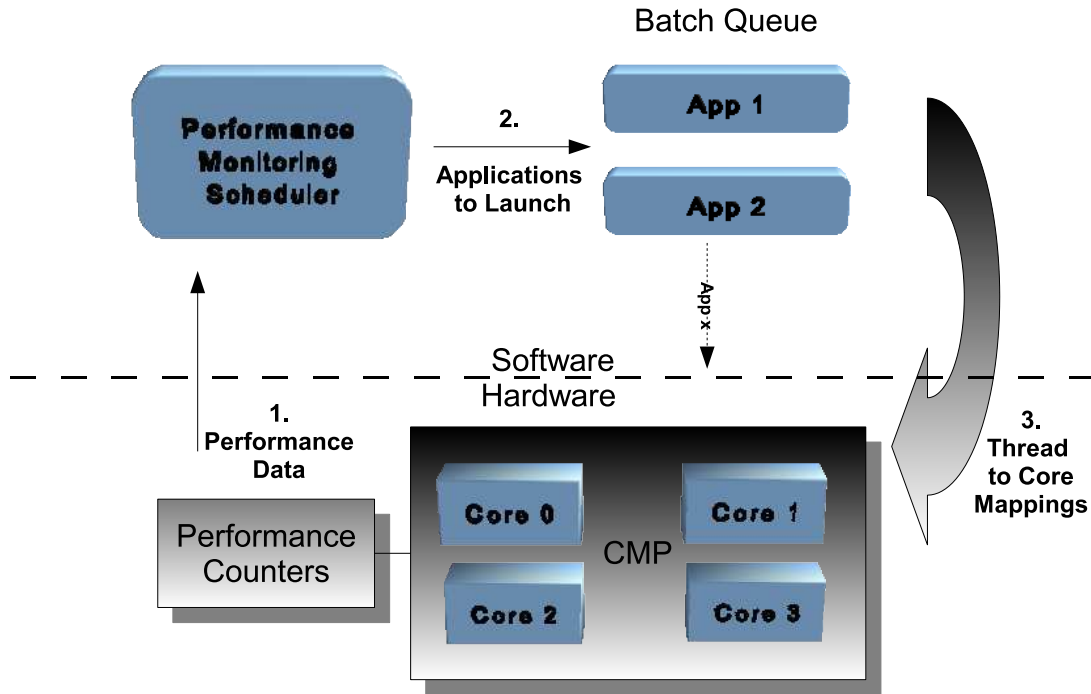 Batch Queue
Performance
Monitoring
Scheduler
2.
Applications
to Launch
App 1
App 2
App x
Software
Hardware
1.
Performance
Data
3.
Thread
to Core
Mappings
Performance
Counters
Core 0
Core 1
CMP
Core 2
Core 3